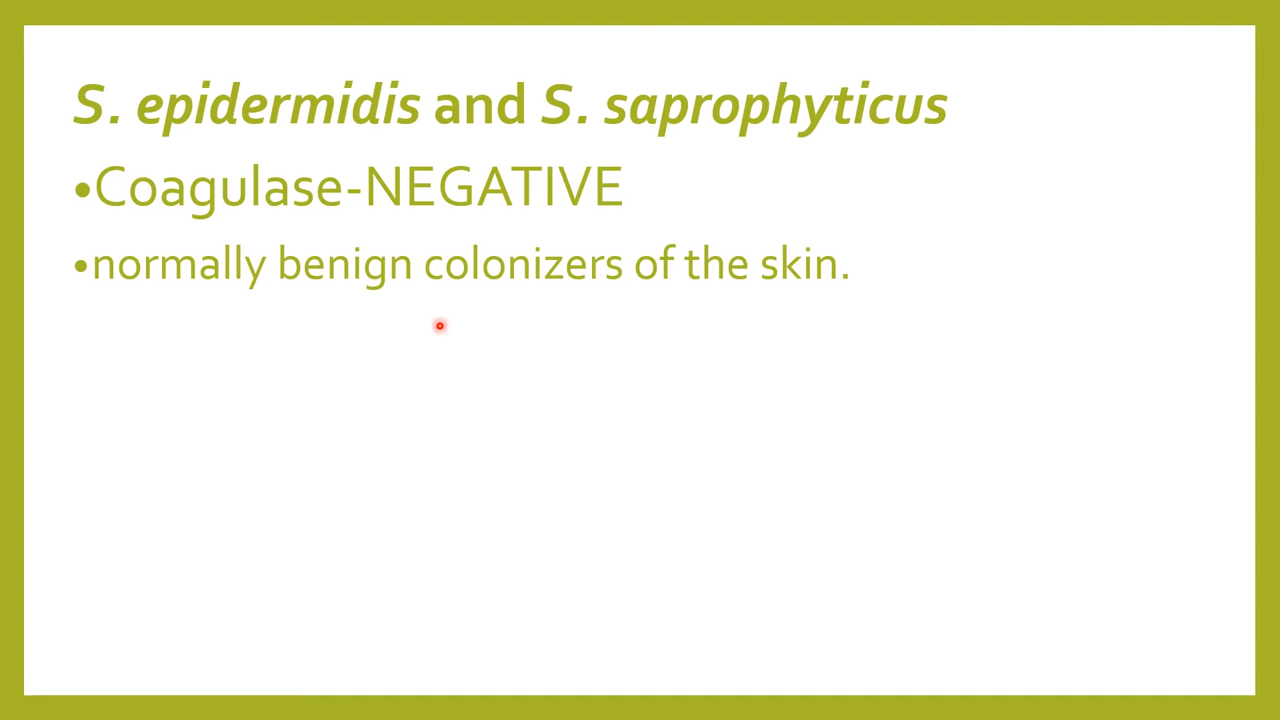 S. epidermidis and S. saprophyticus
•Coagulase-NEGATIVE
•normally benign colonizers of the skin.